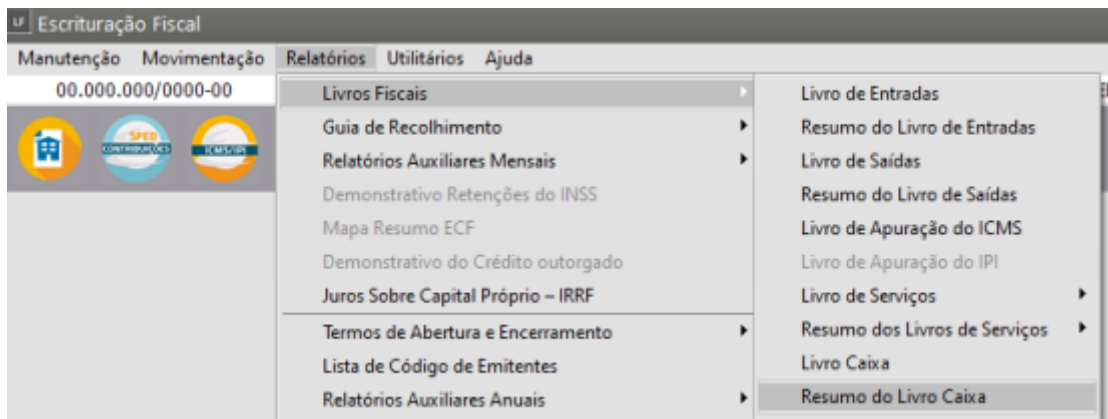 LF Escrituração Fiscal
Manutenção Movimentação Relatórios Utilitários Ajuda
00.000.000/0000-00
SPED
CONTRIBUIÇÕES
ICMS/IPI
Livros Fiscais
Guia de Recolhimento
Relatórios Auxiliares Mensais
Demonstrativo Retenções do INSS
Mapa Resumo ECF
Demonstrativo do Crédito outorgado
Juros Sobre Capital Próprio – IRRF
Termos de Abertura e Encerramento
Lista de Código de Emitentes
Relatórios Auxiliares Anuais
Livro de Entradas
Resumo do Livro de Entradas
Livro de Saídas
Resumo do Livro de Saídas
Livro de Apuração do ICMS
Livro de Apuração do IPI
Livro de Serviços
Resumo dos Livros de Serviços
Livro Caixa
Resumo do Livro Caixa